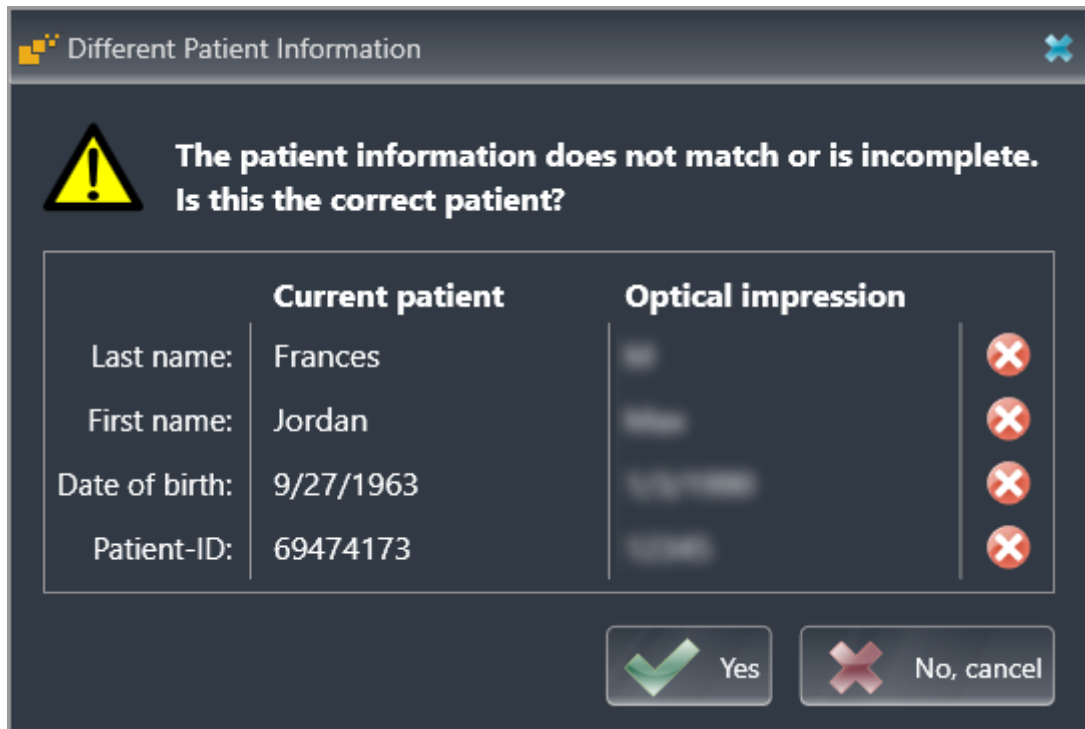 Different Patient Information
The patient information does not match or is incomplete.
Is this the correct patient?
Current patient Optical impression
Last name: Frances
First name: Jordan
Date of birth: 9/27/1963
Patient-ID: 69474173
Yes No, cancel